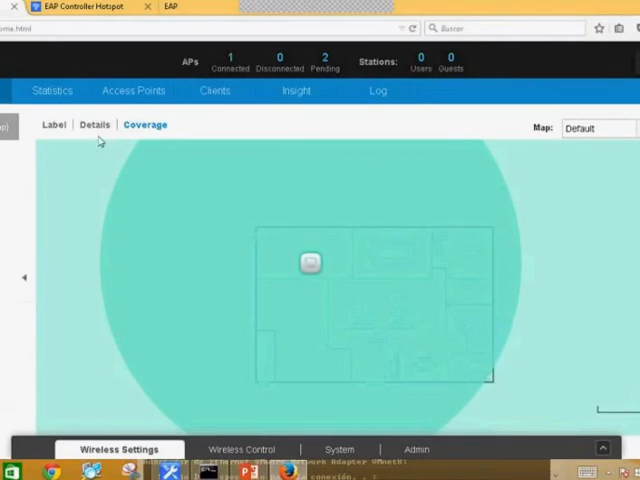 EAP Controller Hotspot
EAP
ome.html
Buscar
APs 1 0 2 Stations: 0 0
Connected Disconnected Pending Users Guests
Statistics Access Points Clients Insight Log
Label | Details | Coverage
Map: Default
Wireless Settings Wireless Control System Admin